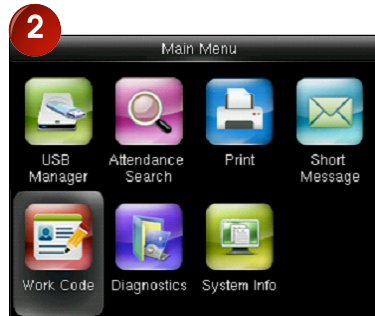 2
Main Menu
USB Manager
Attendance Search
Print
Short Message
Work Code
Diagnostics
System Info